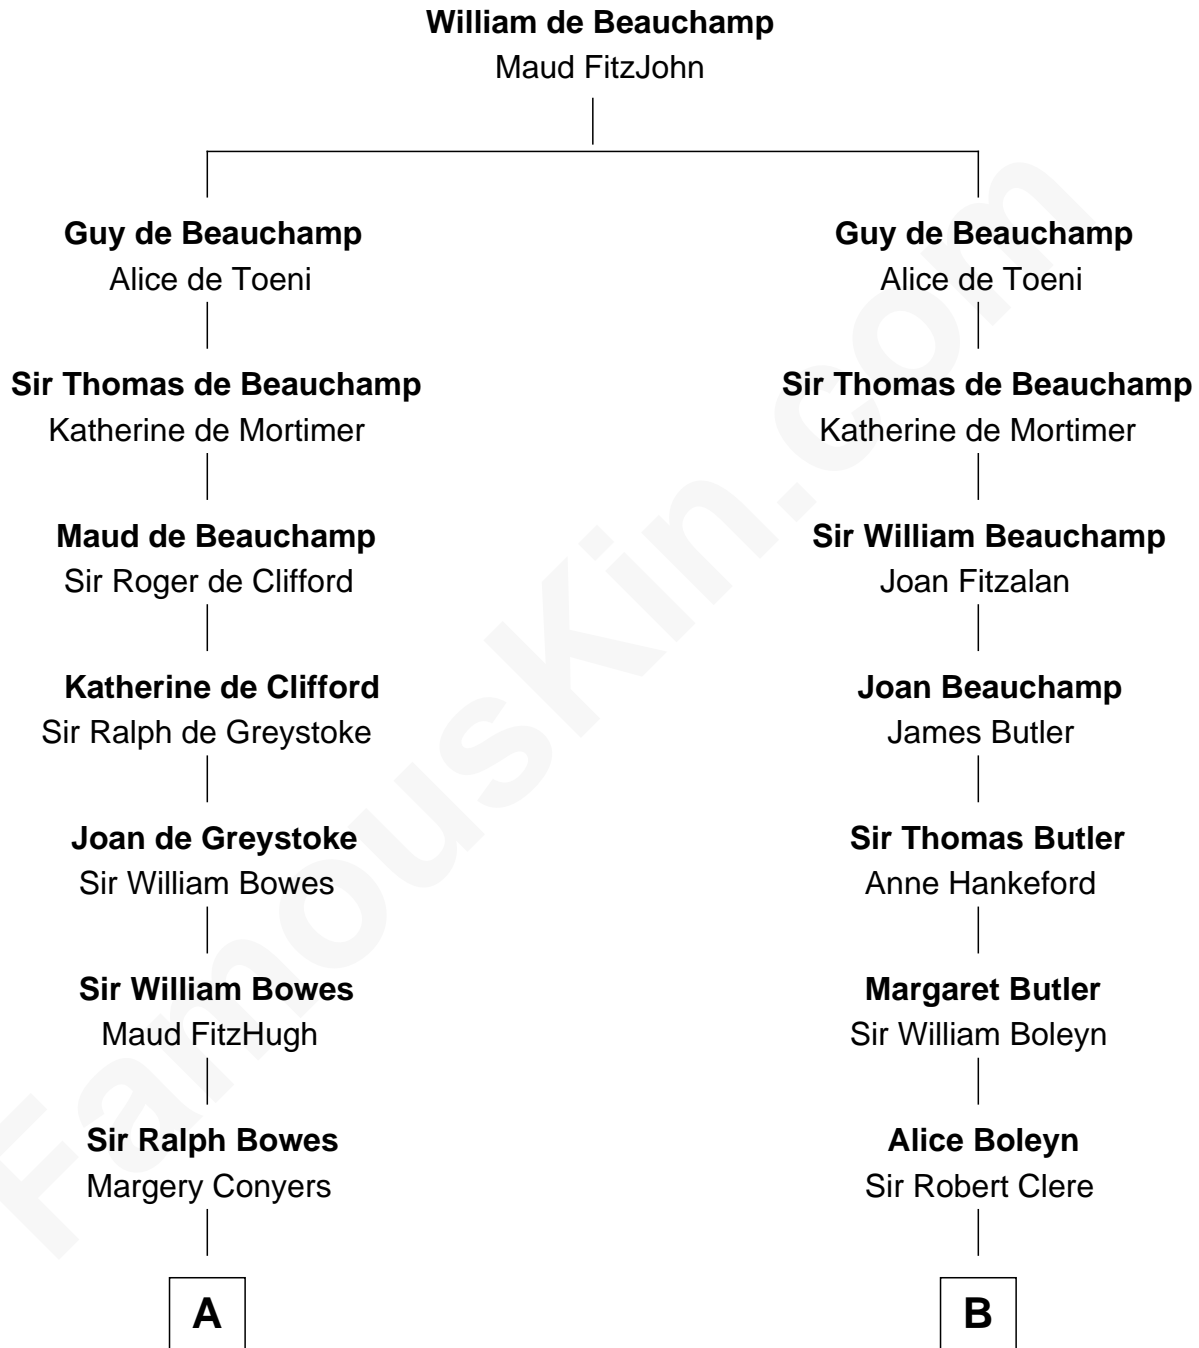 William de Beauchamp
Maud FitzJohn
Guy de Beauchamp
Alice de Toeni
Guy de Beauchamp
Alice de Toeni
Sir Thomas de Beauchamp
Katherine de Mortimer
Sir Thomas de Beauchamp
Katherine de Mortimer
Maud de Beauchamp
Sir Roger de Clifford
Sir William Beauchamp
Joan Fitzalan
Katherine de Clifford
Sir Ralph de Greystoke
Joan Beauchamp
James Butler
Joan de Greystoke
Sir William Bowes
Sir Thomas Butler
Anne Hankeford
Sir William Bowes
Maud FitzHugh
Margaret Butler
Sir William Boleyn
Sir Ralph Bowes
Margery Conyers
Alice Boleyn
Sir Robert Clere
A
B
FamousKin.com